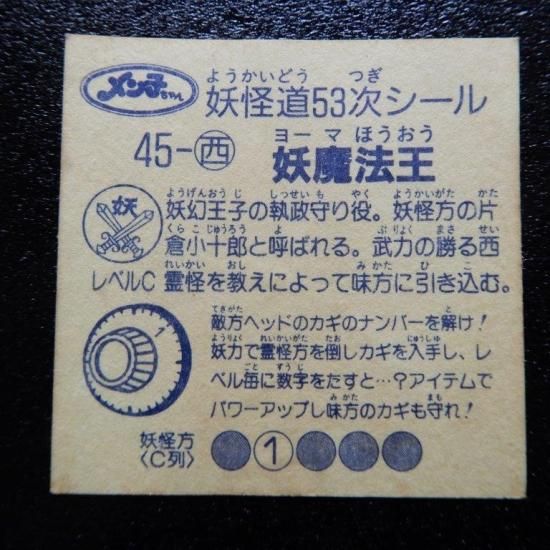 メン子ちゃん
ようかいどう つぎ
妖怪道53次シール
ヨーマ ほうおう
45-西 妖魔法王
ようげんおうじ しっせいも やく ようかいがた かた
妖 妖幻王子の執政守り役。妖怪方の片
くらこじゅうろう よ ぶりょく まさ せい
倉小十郎と呼ばれる。武力の勝る西
れいかい おし みかた ひ こ
レベルC 霊怪を教えによって味方に引き込む。
てきがた と
1 敵方ヘッドのカギのナンバーを解け!
ようりょく れいかいがた たお にゅうしゅ
妖力で霊怪方を倒しカギを入手し、レ
ごと すうじ
ベル毎に数字をたすと…?アイテムで
みかた まも
パワーアップし味方のカギも守れ!
妖怪方
〈C列〉 1